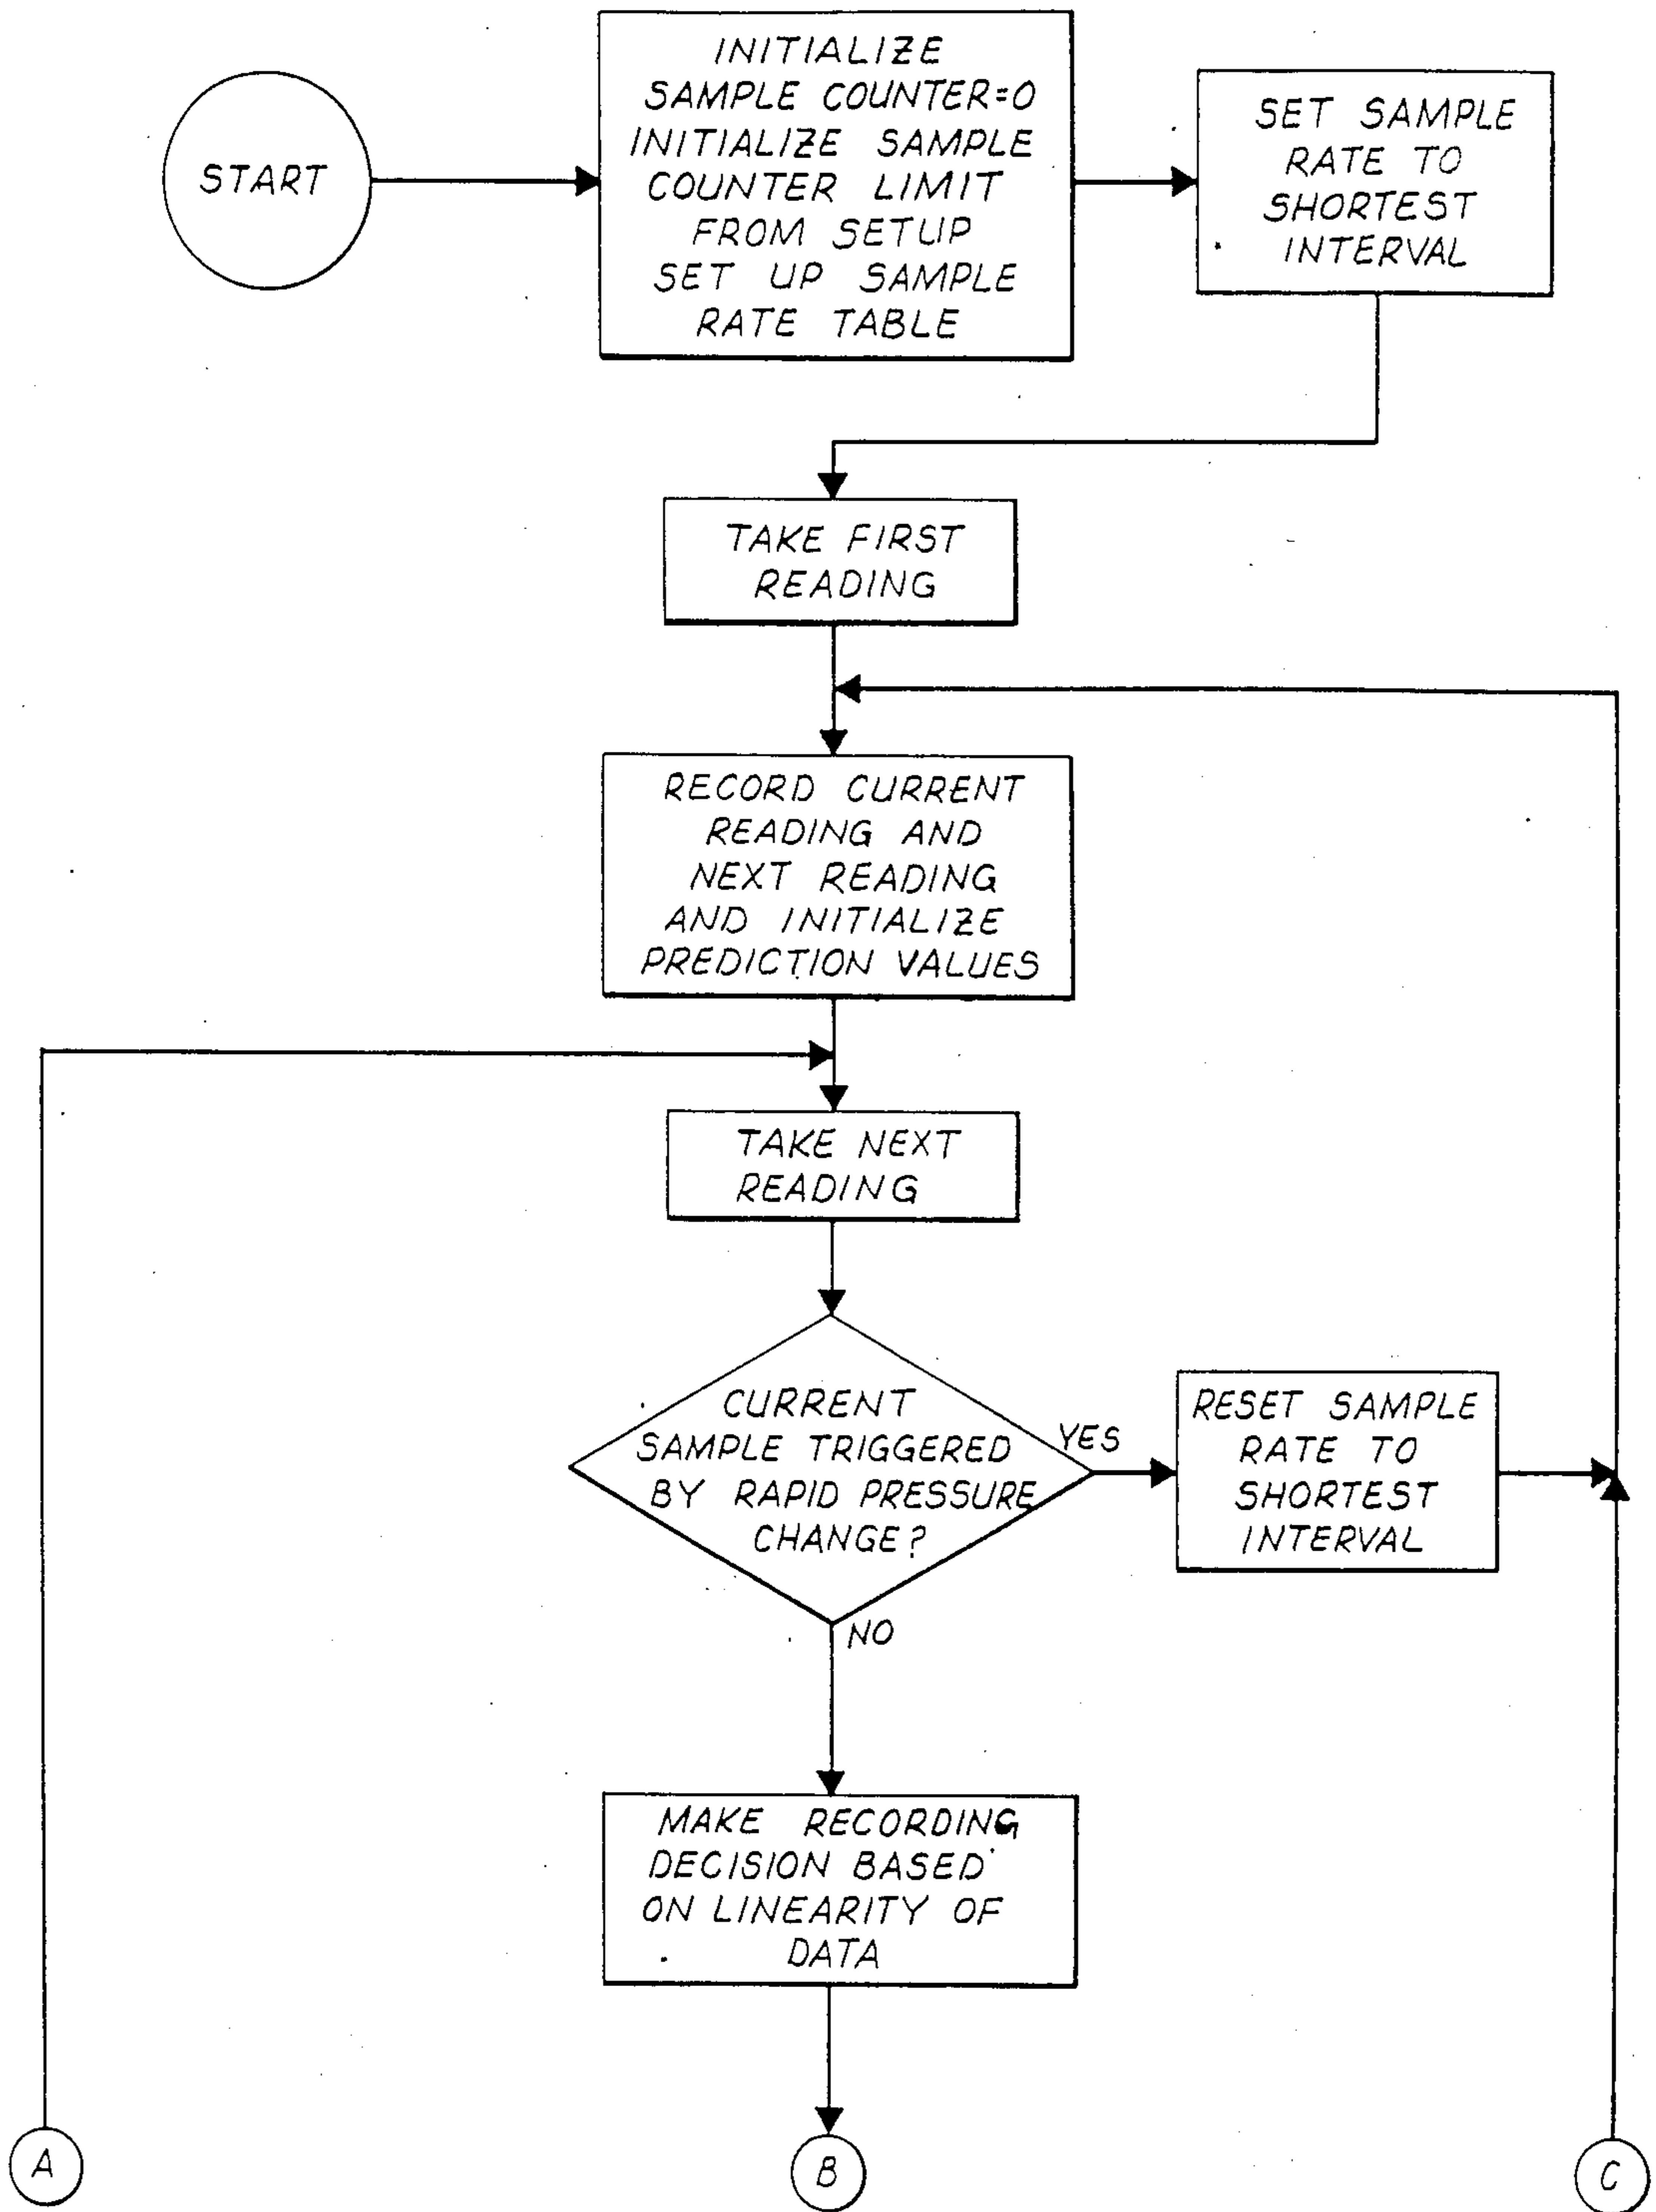 START
INITIALIZE
SAMPLE COUNTER=0
INITIALIZE SAMPLE
COUNTER LIMIT
FROM SETUP
SET UP SAMPLE
RATE TABLE
SET SAMPLE
RATE TO
SHORTEST
INTERVAL
TAKE FIRST
READING
RECORD CURRENT
READING AND
NEXT READING
AND INITIALIZE
PREDICTION VALUES
TAKE NEXT
READING
CURRENT
SAMPLE TRIGGERED
BY RAPID PRESSURE
CHANGE?
YES
RESET SAMPLE
RATE TO
SHORTEST
INTERVAL
NO
MAKE RECORDING
DECISION BASED
ON LINEARITY OF
DATA
A
B
C